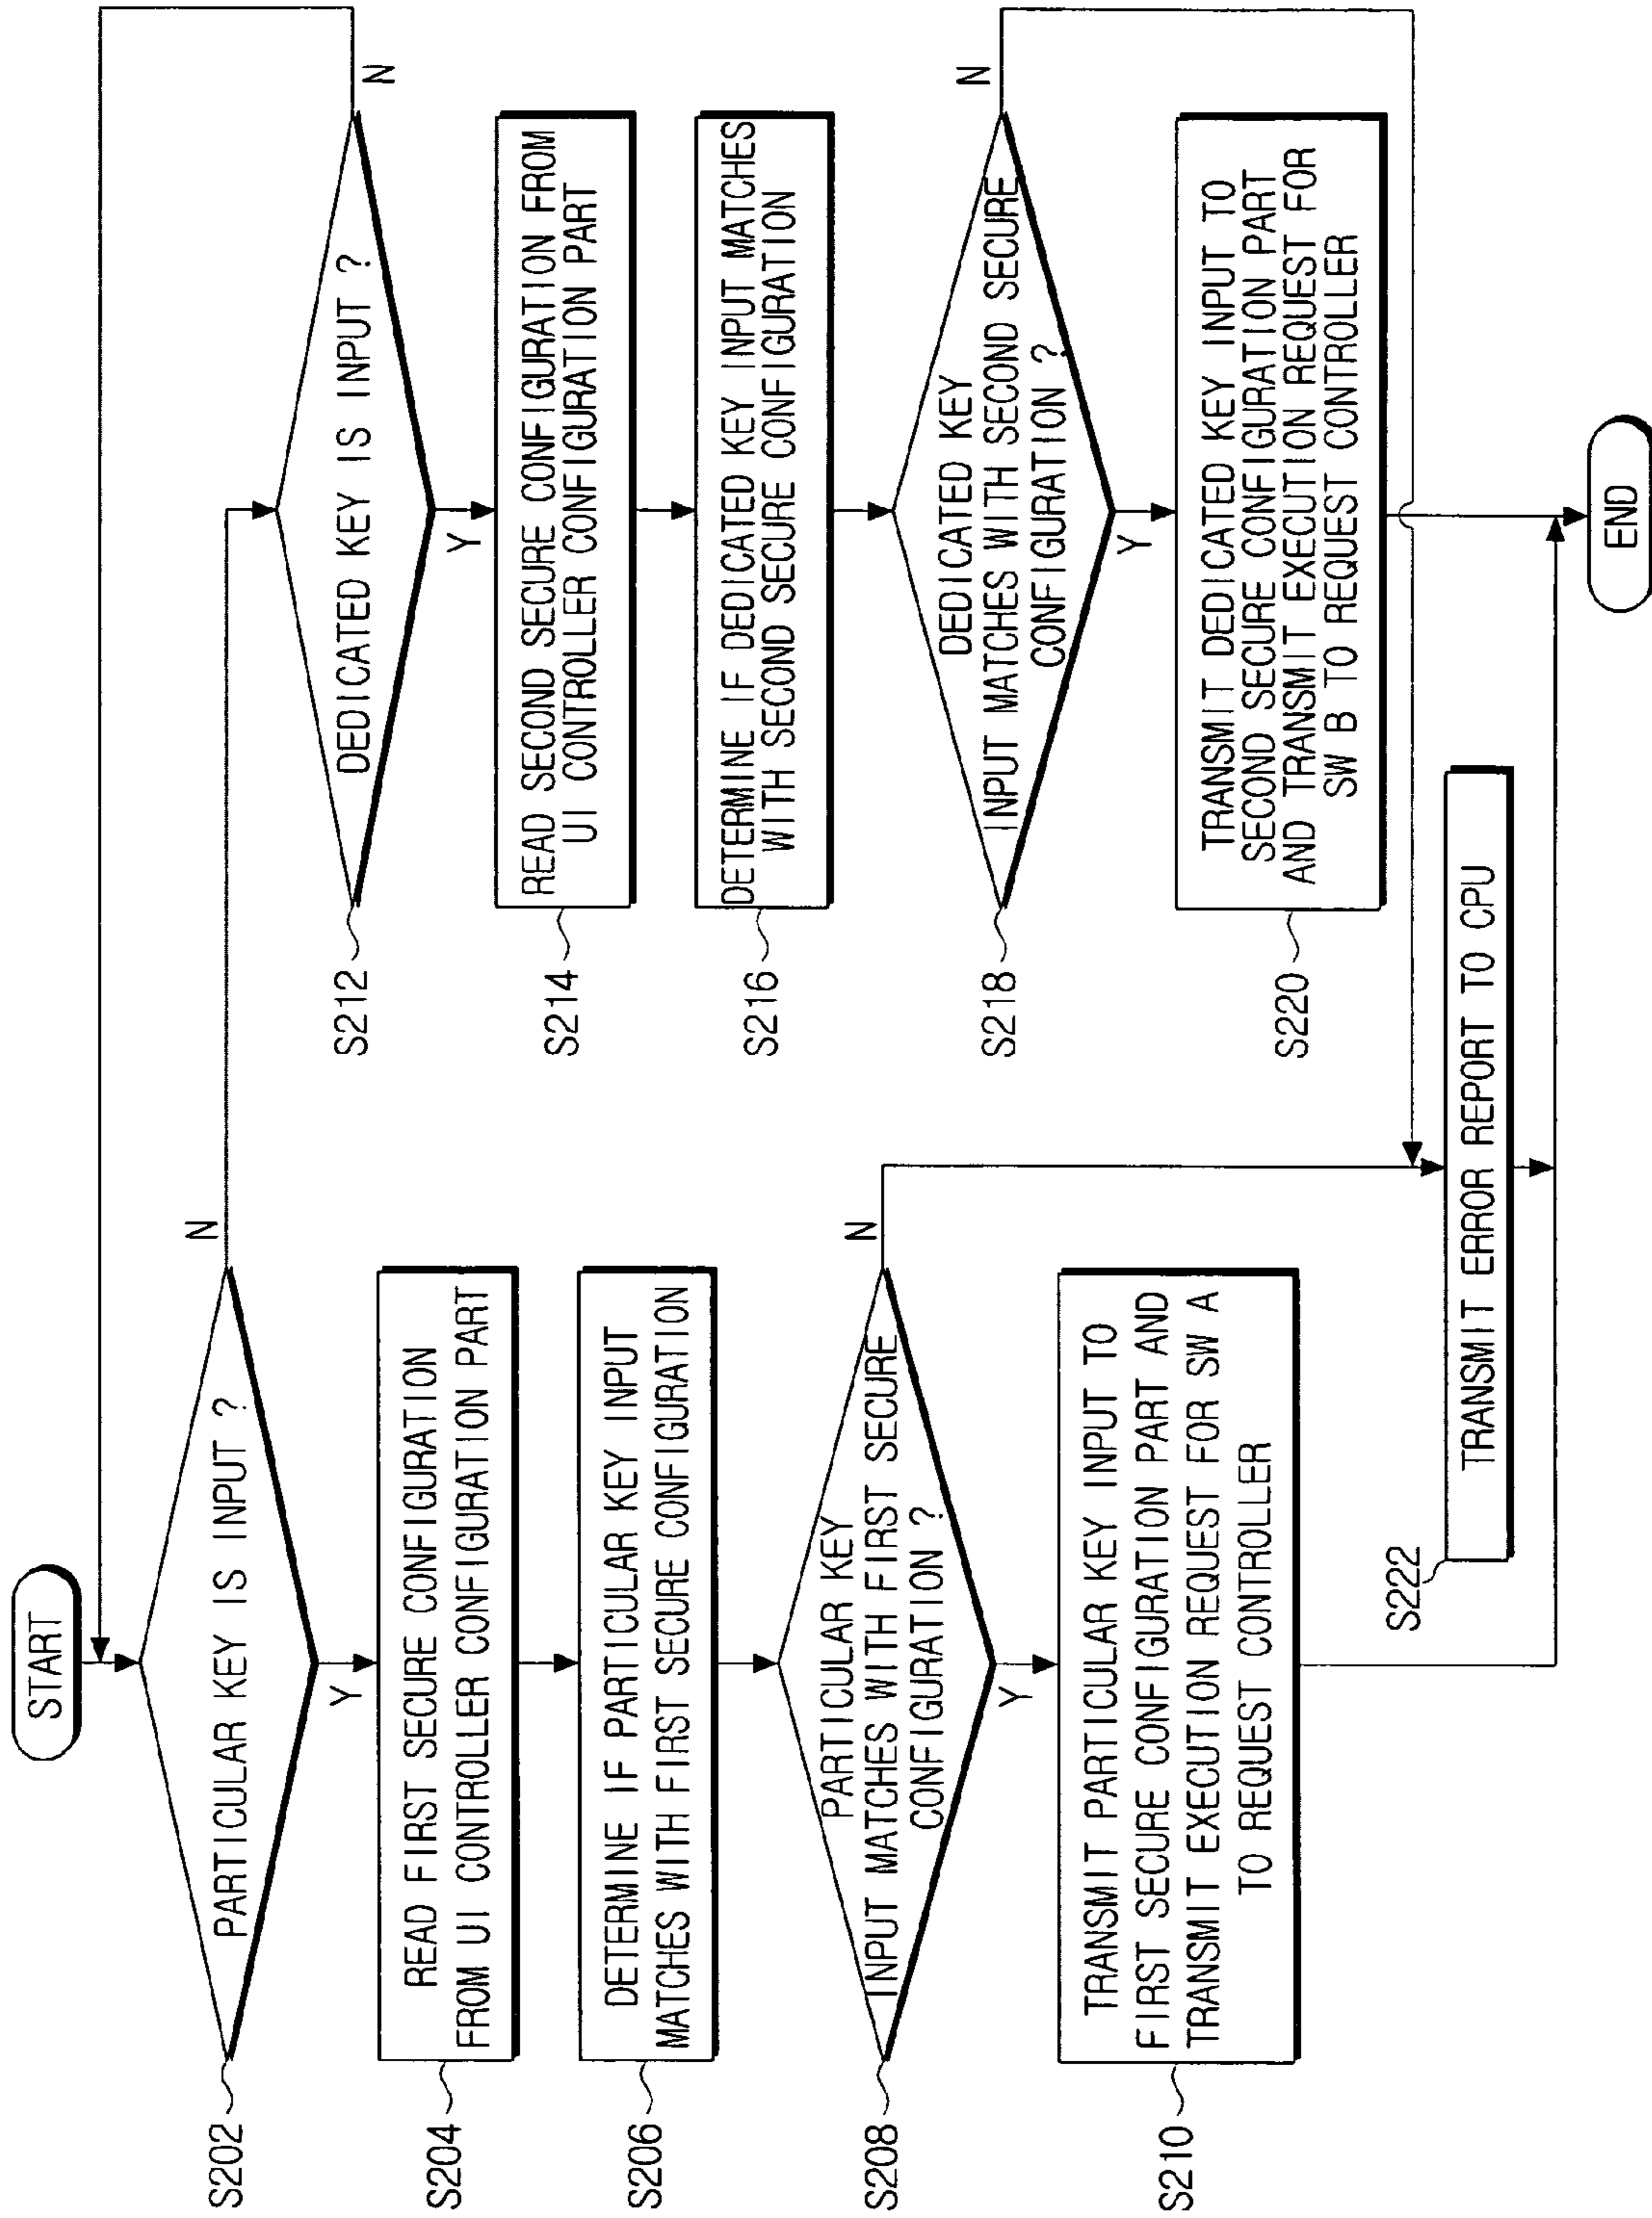 START
PARTICULAR KEY IS INPUT ?
S202
N
Y
READ FIRST SECURE CONFIGURATION
FROM UI CONTROLLER CONFIGURATION PART
S204
DETERMINE IF PARTICULAR KEY INPUT
MATCHES WITH FIRST SECURE CONFIGURATION
S206
PARTICULAR KEY
INPUT MATCHES WITH FIRST SECURE
CONFIGURATION ?
S208
N
Y
TRANSMIT PARTICULAR KEY INPUT TO
FIRST SECURE CONFIGURATION PART AND
TRANSMIT EXECUTION REQUEST FOR SW A
TO REQUEST CONTROLLER
S210
DEDICATED KEY IS INPUT ?
S212
N
Y
READ SECOND SECURE CONFIGURATION FROM
UI CONTROLLER CONFIGURATION PART
S214
DETERMINE IF DEDICATED KEY INPUT MATCHES
WITH SECOND SECURE CONFIGURATION
S216
DEDICATED KEY
INPUT MATCHES WITH SECOND SECURE
CONFIGURATION ?
S218
N
Y
TRANSMIT DEDICATED KEY INPUT TO
SECOND SECURE CONFIGURATION PART
AND TRANSMIT EXECUTION REQUEST FOR
SW B TO REQUEST CONTROLLER
S220
S222
TRANSMIT ERROR REPORT TO CPU
END